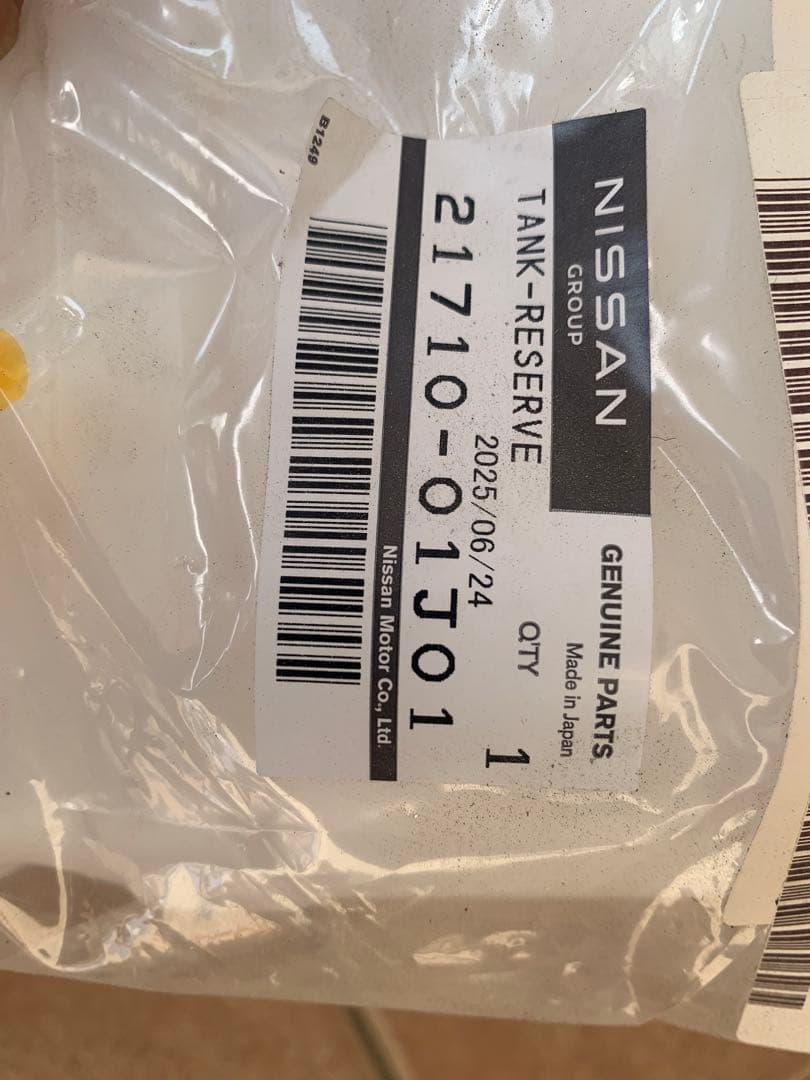 NISSAN
GROUP
GENUINE PARTS
Made in Japan
TANK-RESERVE
QTY 1
2025/06/24
21710-01J01
Nissan Motor Co., Ltd.
B1249